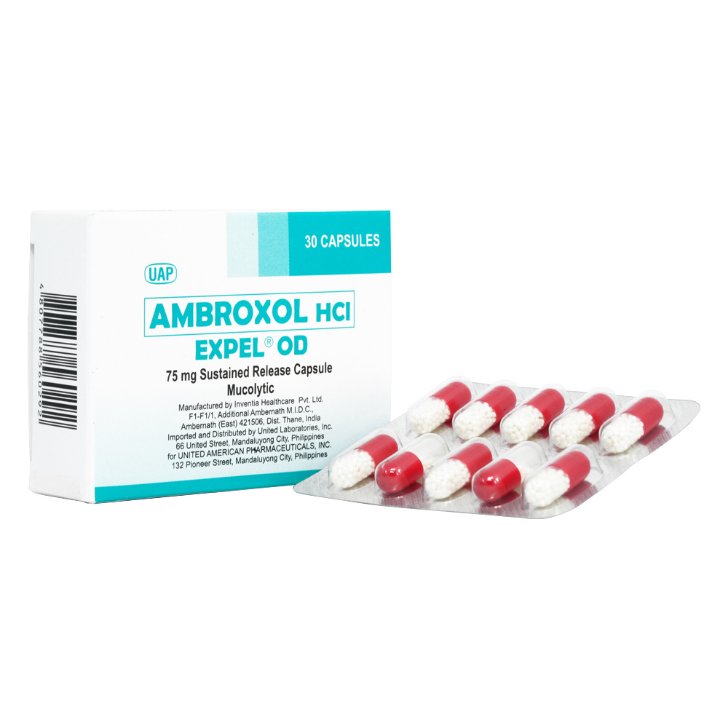 30 CAPSULES
UAP
AMBROXOL HCl
EXPEL® OD
75 mg Sustained Release Capsule
Mucolytic
Manufactured by Inventia Healthcare Pvt. Ltd.
F1-F1/1, Additional Ambernath M.I.D.C.,
Ambernath (East) 421506, Dist. Thane, India
Imported and Distributed by United Laboratories, Inc.
66 United Street, Mandaluyong City, Philippines
for UNITED AMERICAN PHARMACEUTICALS, INC.
132 Pioneer Street, Mandaluyong City, Philippines